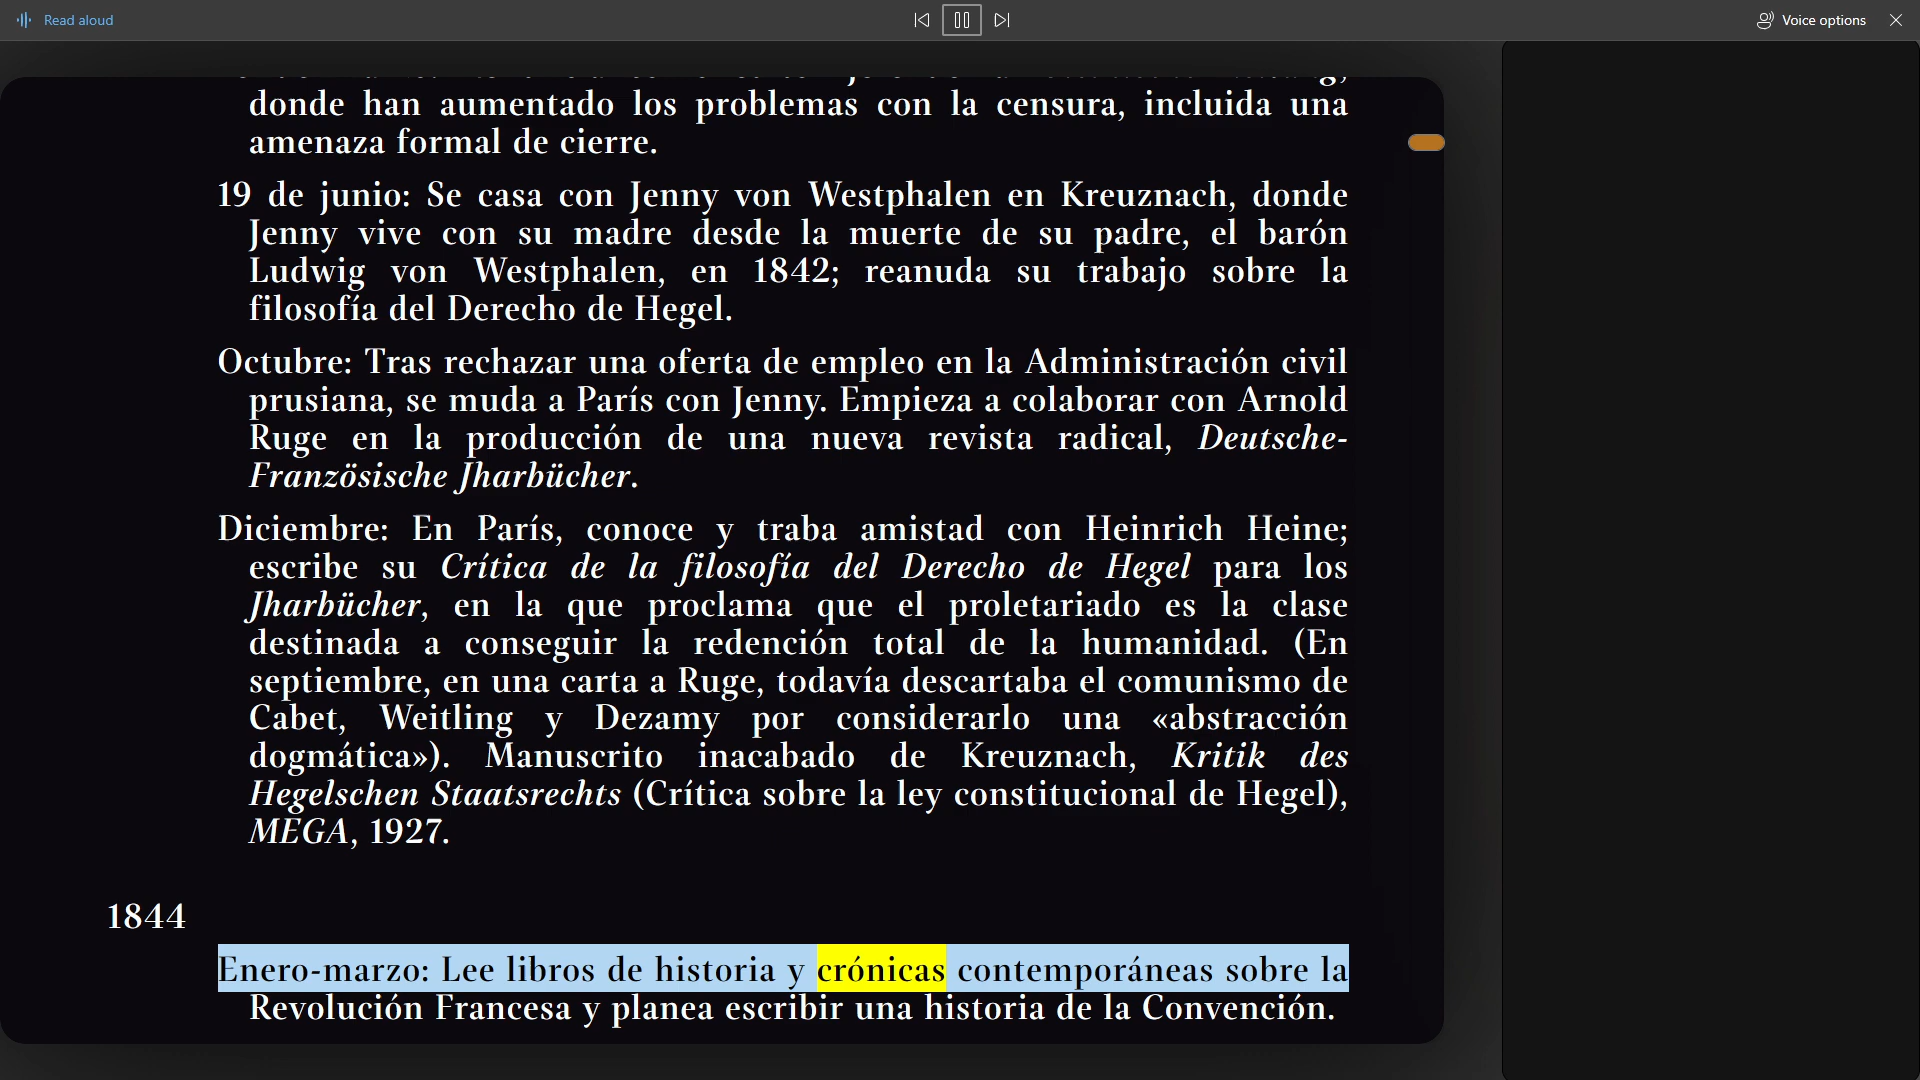 Read aloud
Voice options
donde han aumentado los problemas con la censura, incluida una
amenaza formal de cierre.
19 de junio: Se casa con Jenny von Westphalen en Kreuznach, donde
Jenny vive con su madre desde la muerte de su padre, el barón
Ludwig von Westphalen, en 1842; reanuda su trabajo sobre la
filosofía del Derecho de Hegel.
Octubre: Tras rechazar una oferta de empleo en la Administración civil
prusiana, se muda a París con Jenny. Empieza a colaborar con Arnold
Ruge en la producción de una nueva revista radical, Deutsche-
Französische Jharbücher.
Diciembre: En París, conoce y traba amistad con Heinrich Heine;
escribe su Crítica de la filosofía del Derecho de Hegel para los
Jharbücher, en la que proclama que el proletariado es la clase
destinada a conseguir la redención total de la humanidad. (En
septiembre, en una carta a Ruge, todavía descartaba el comunismo de
Cabet, Weitling y Dezamy por considerarlo una «abstracción
dogmática»). Manuscrito inacabado de Kreuznach, Kritik des
Hegelschen Staatsrechts (Crítica sobre la ley constitucional de Hegel),
MEGA, 1927.
1844
Enero-marzo: Lee libros de historia y crónicas contemporáneas sobre la
Revolución Francesa y planea escribir una historia de la Convención.